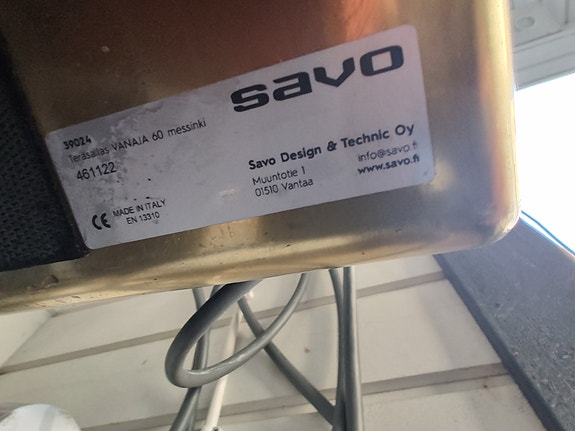 savo
39024
Teräsallas VANAJA 60 messinki
461122
Savo Design & Technic Oy
Muuntotie 1
01510 Vantaa
info@savo.fi
www.savo.fi
CE MADE IN ITALY
EN 13310